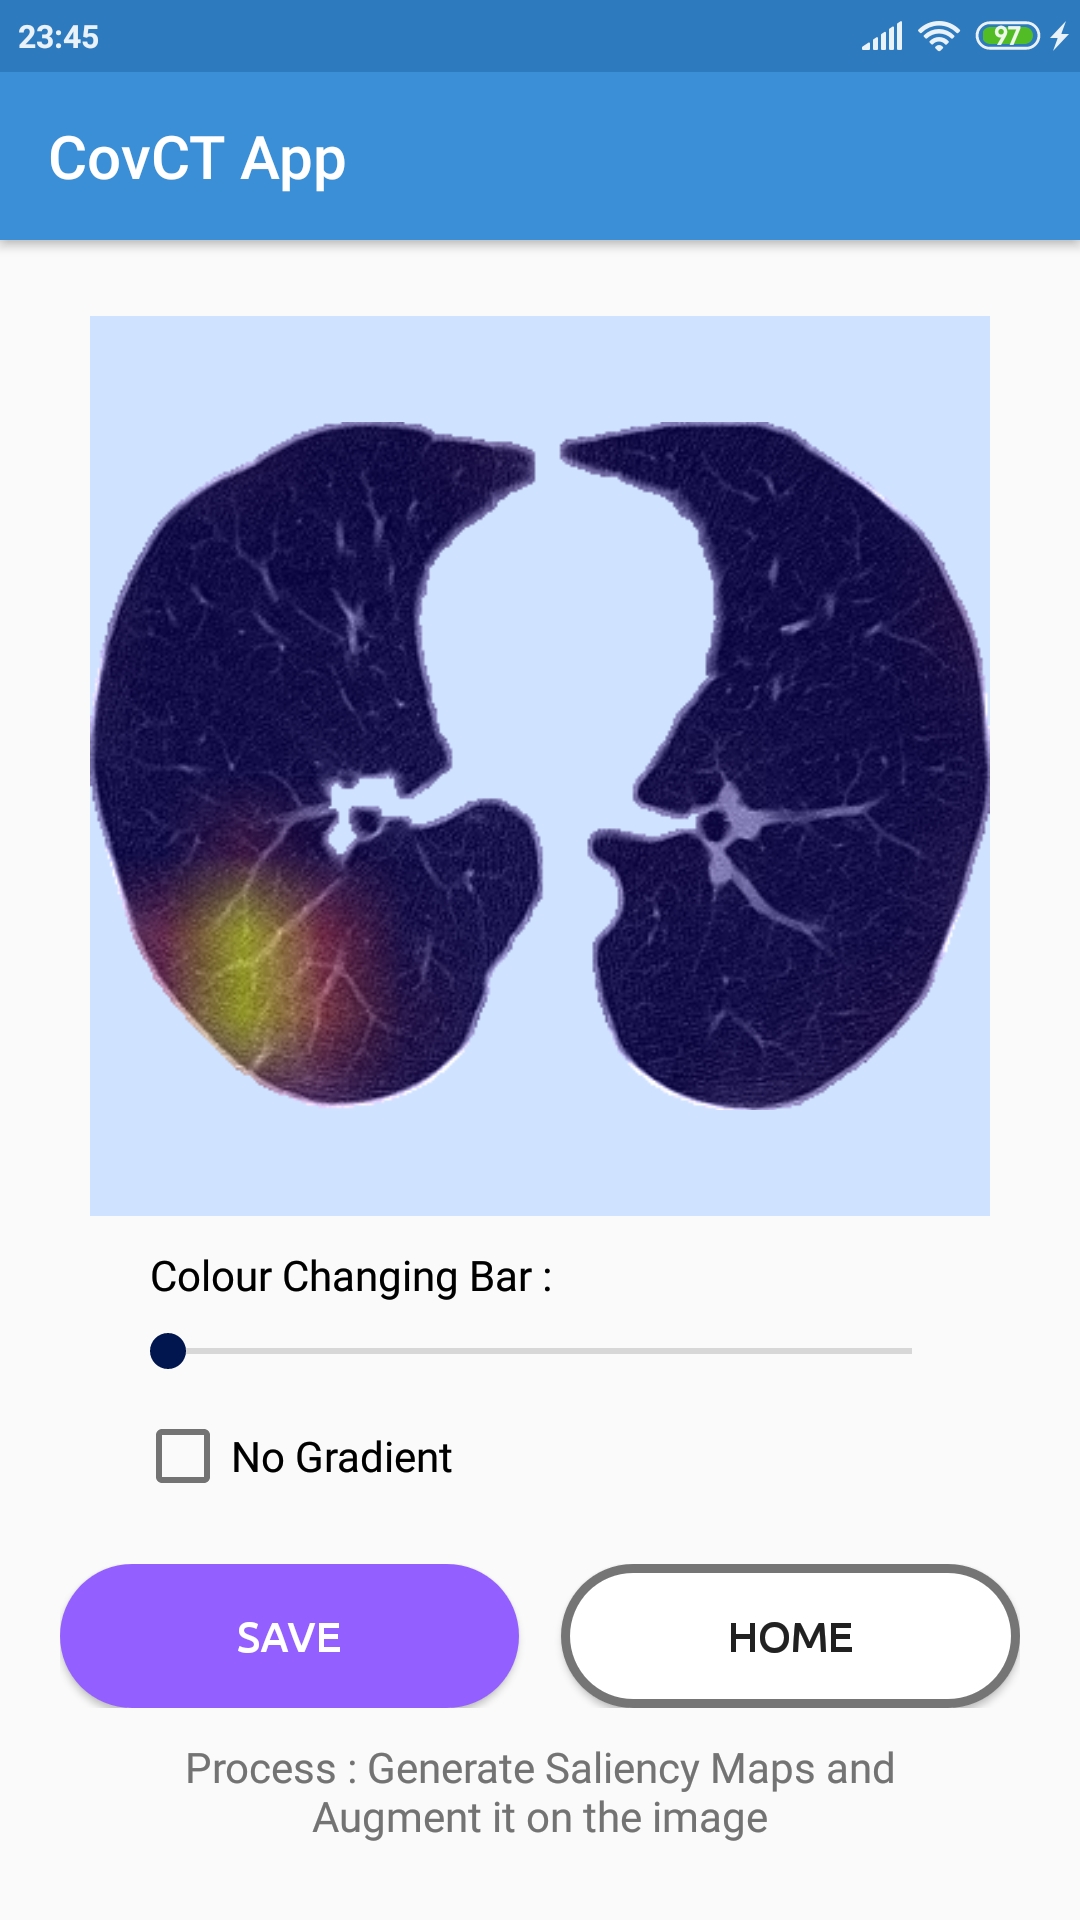 23:45
97
CovCT App
Colour Changing Bar :
No Gradient
SAVE
HOME
Process : Generate Saliency Maps and
Augment it on the image